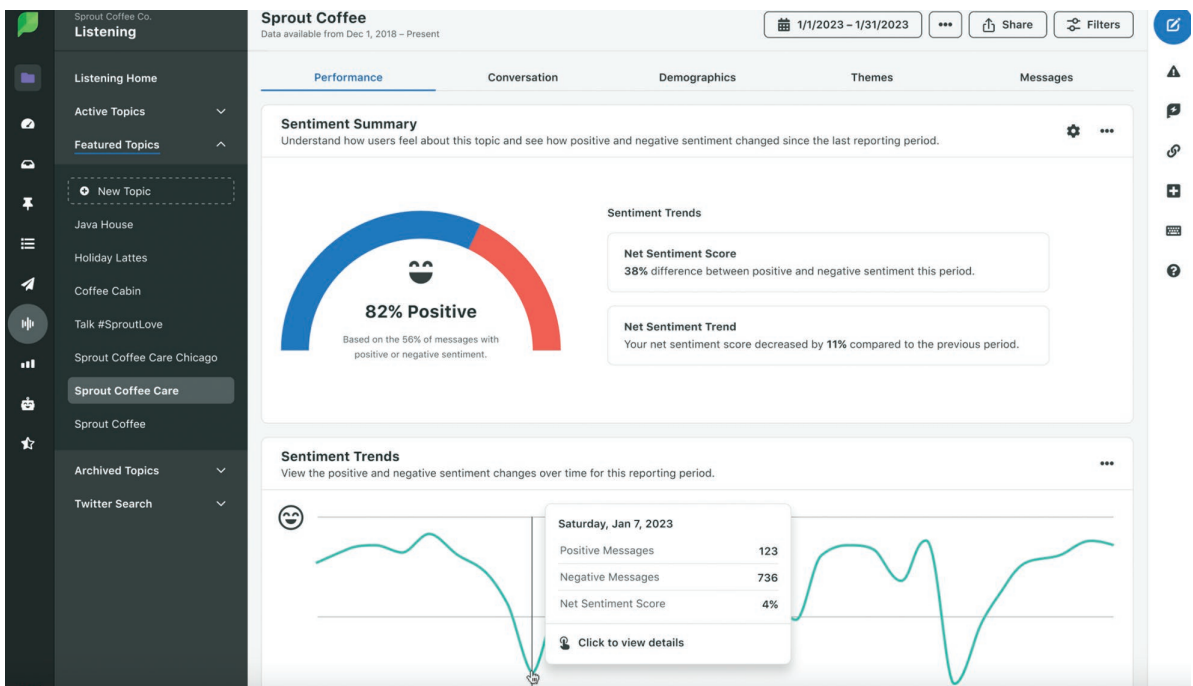 Sprout Coffee Co.
Listening
Listening Home
Active Topics
Featured Topics
New Topic
Java House
Holiday Lattes
Coffee Cabin
Talk #SproutLove
Sprout Coffee Care Chicago
Sprout Coffee Care
Sprout Coffee
Archived Topics
Twitter Search
Sprout Coffee
Data available from Dec 1, 2018 – Present
1/1/2023 – 1/31/2023
Share
Filters
Performance Conversation Demographics Themes Messages
Sentiment Summary
Understand how users feel about this topic and see how positive and negative sentiment changed since the last reporting period.
82% Positive
Based on the 56% of messages with
positive or negative sentiment.
Sentiment Trends
Net Sentiment Score
38% difference between positive and negative sentiment this period.
Net Sentiment Trend
Your net sentiment score decreased by 11% compared to the previous period.
Sentiment Trends
View the positive and negative sentiment changes over time for this reporting period.
Saturday, Jan 7, 2023
Positive Messages 123
Negative Messages 736
Net Sentiment Score 4%
Click to view details